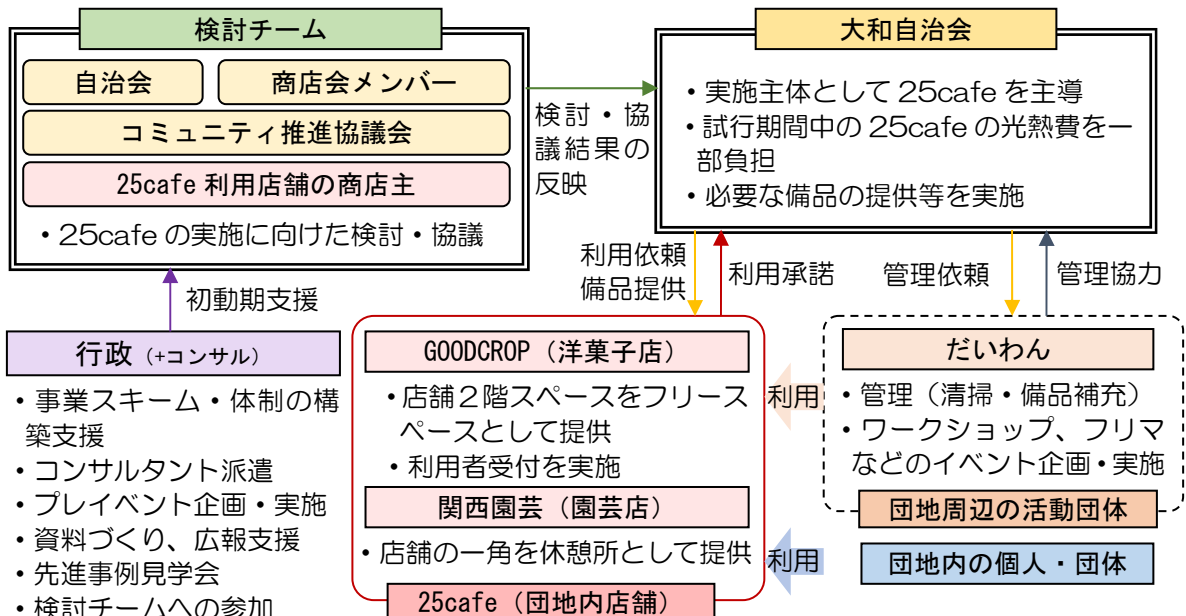 検討チーム
自治会
商店会メンバー
コミュニティ推進協議会
25cafe 利用店舗の商店主
・25cafe の実施に向けた検討・協議
検討・協
議結果の
反映
大和自治会
・実施主体として 25cafe を主導
・試行期間中の 25cafe の光熱費を一
部負担
・必要な備品の提供等を実施
初動期支援
利用依頼
備品提供
利用承諾
管理依頼
管理協力
行政（+コンサル）
・事業スキーム・体制の構
築支援
・コンサルタント派遣
・プレイベント企画・実施
・資料づくり、広報支援
・先進事例見学会
・検討チームへの参加
GOODCROP（洋菓子店）
・店舗２階スペースをフリース
ペースとして提供
・利用者受付を実施
関西園芸（園芸店）
・店舗の一角を休憩所として提供
25cafe（団地内店舗）
利用
利用
だいわん
・管理（清掃・備品補充）
・ワークショップ、フリマ
などのイベント企画・実施
団地周辺の活動団体
団地内の個人・団体